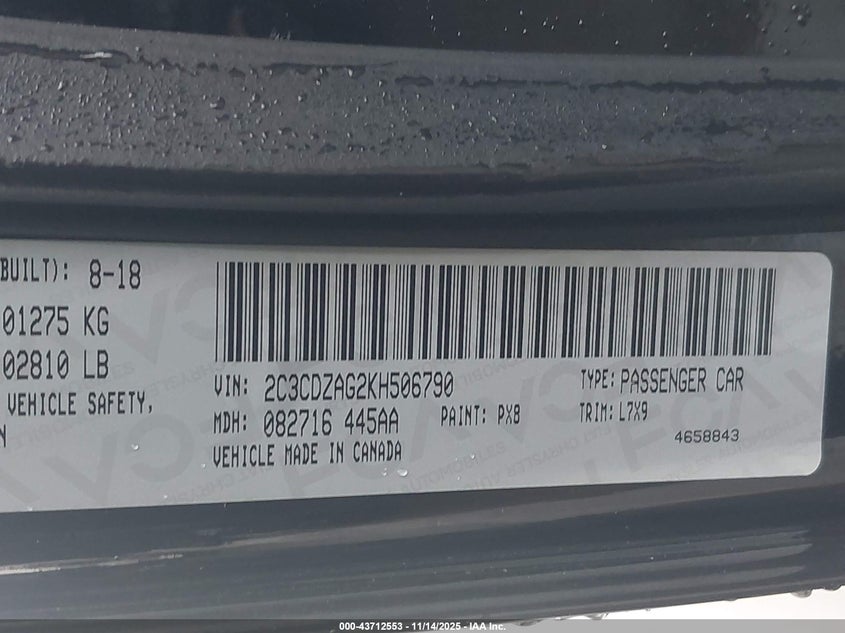 BUILT): 8-18
01275 KG
02810 LB
VEHICLE SAFETY,
N
VIN: 2C3CDZAG2KH506790
TYPE: PASSENGER CAR
MDH: 082716 445AA
PAINT: PX8
TRIM: L7X9
VEHICLE MADE IN CANADA
4658843
000-43712553 - 11/14/2025 - IAA Inc.